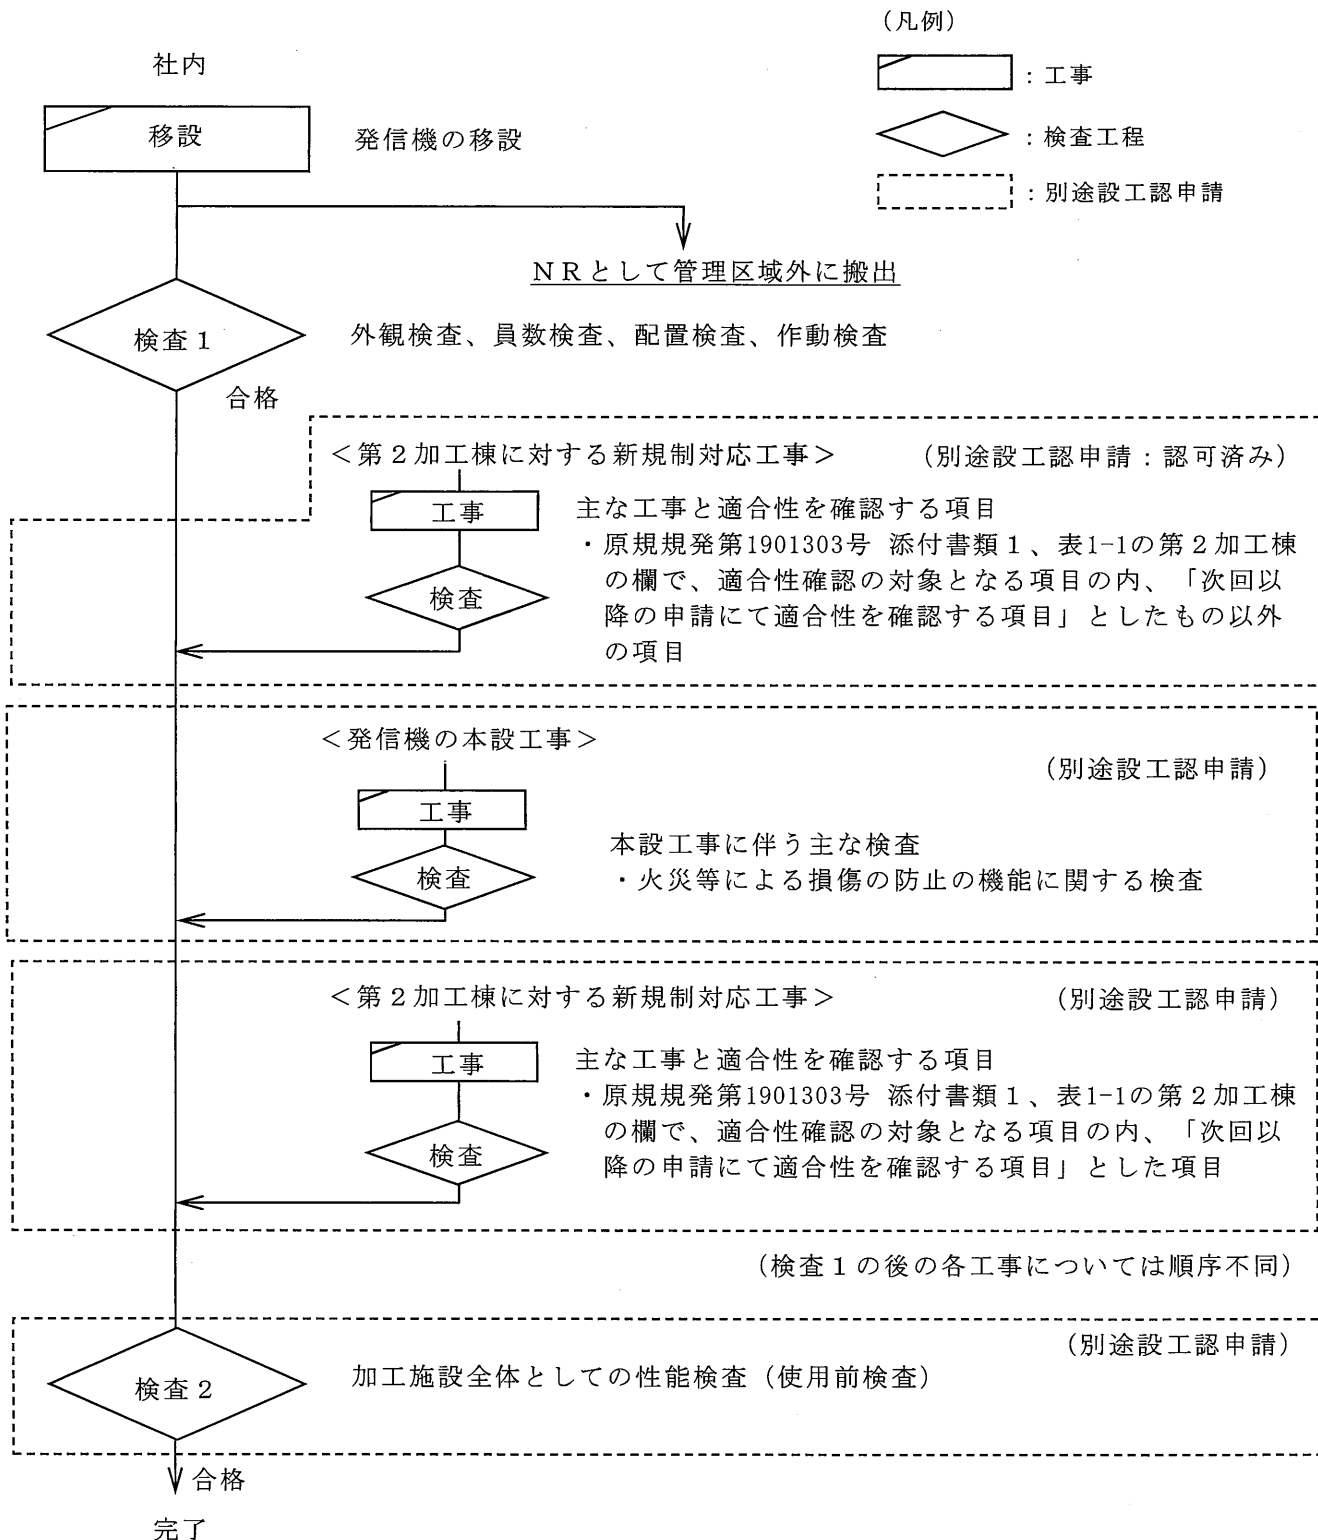 (凡例)
社内
:工事
移設
発信機の移設
:検査工程
:別途設工認申請
NRとして管理区域外に搬出
検査1
外観検査、員数検査、配置検査、作動検査
合格
<第2加工棟に対する新規制対応工事>
(別途設工認申請:認可済み)
工事
主な工事と適合性を確認する項目
・原規規発第1901303号 添付書類1、表1-1の第2加工棟
の欄で、適合性確認の対象となる項目の内、「次回以
降の申請にて適合性を確認する項目」としたもの以外
の項目
検査
<発信機の本設工事>
(別途設工認申請)
工事
本設工事に伴う主な検査
・火災等による損傷の防止の機能に関する検査
検査
<第2加工棟に対する新規制対応工事>
(別途設工認申請)
工事
主な工事と適合性を確認する項目
・原規規発第1901303号 添付書類1、表1-1の第2加工棟
の欄で、適合性確認の対象となる項目の内、「次回以
降の申請にて適合性を確認する項目」とした項目
検査
(検査1の後の各工事については順序不同)
(別途設工認申請)
検査2
加工施設全体としての性能検査(使用前検査)
合格
完了